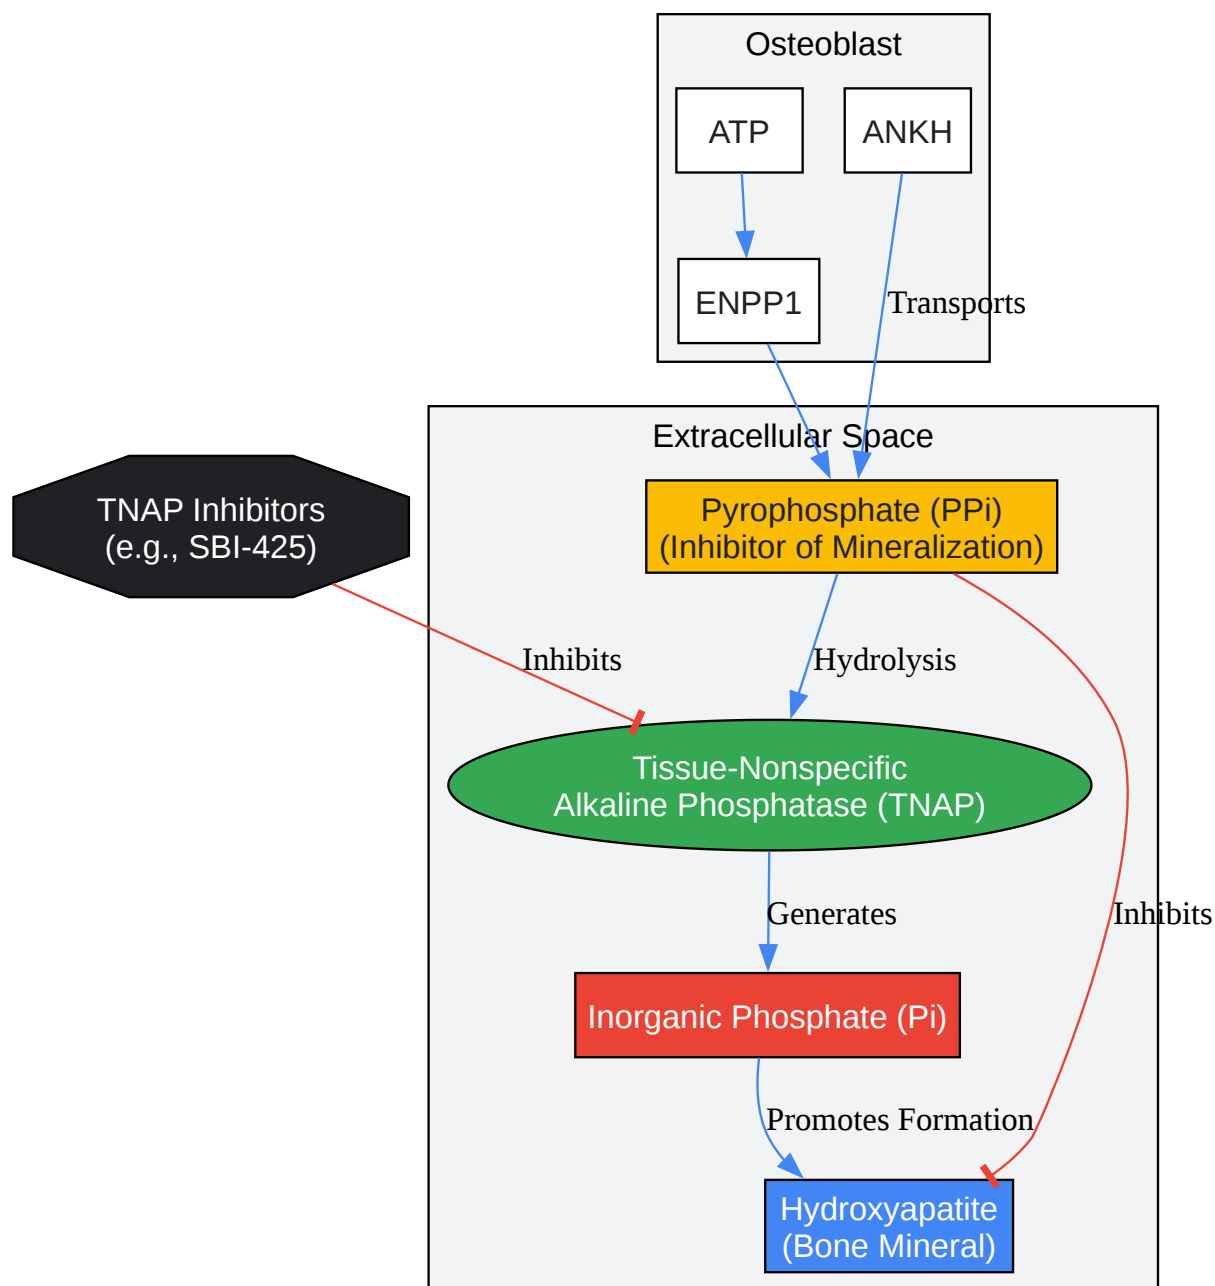 Osteoblast
ATP
ANKH
ENPP1
Transports
Extracellular Space
TNAP Inhibitors
(e.g., SBI-425)
Pyrophosphate (PPi)
(Inhibitor of Mineralization)
Inhibits
Hydrolysis
Tissue-Nonspecific
Alkaline Phosphatase (TNAP)
Generates
Inhibits
Inorganic Phosphate (Pi)
Promotes Formation
Hydroxyapatite
(Bone Mineral)